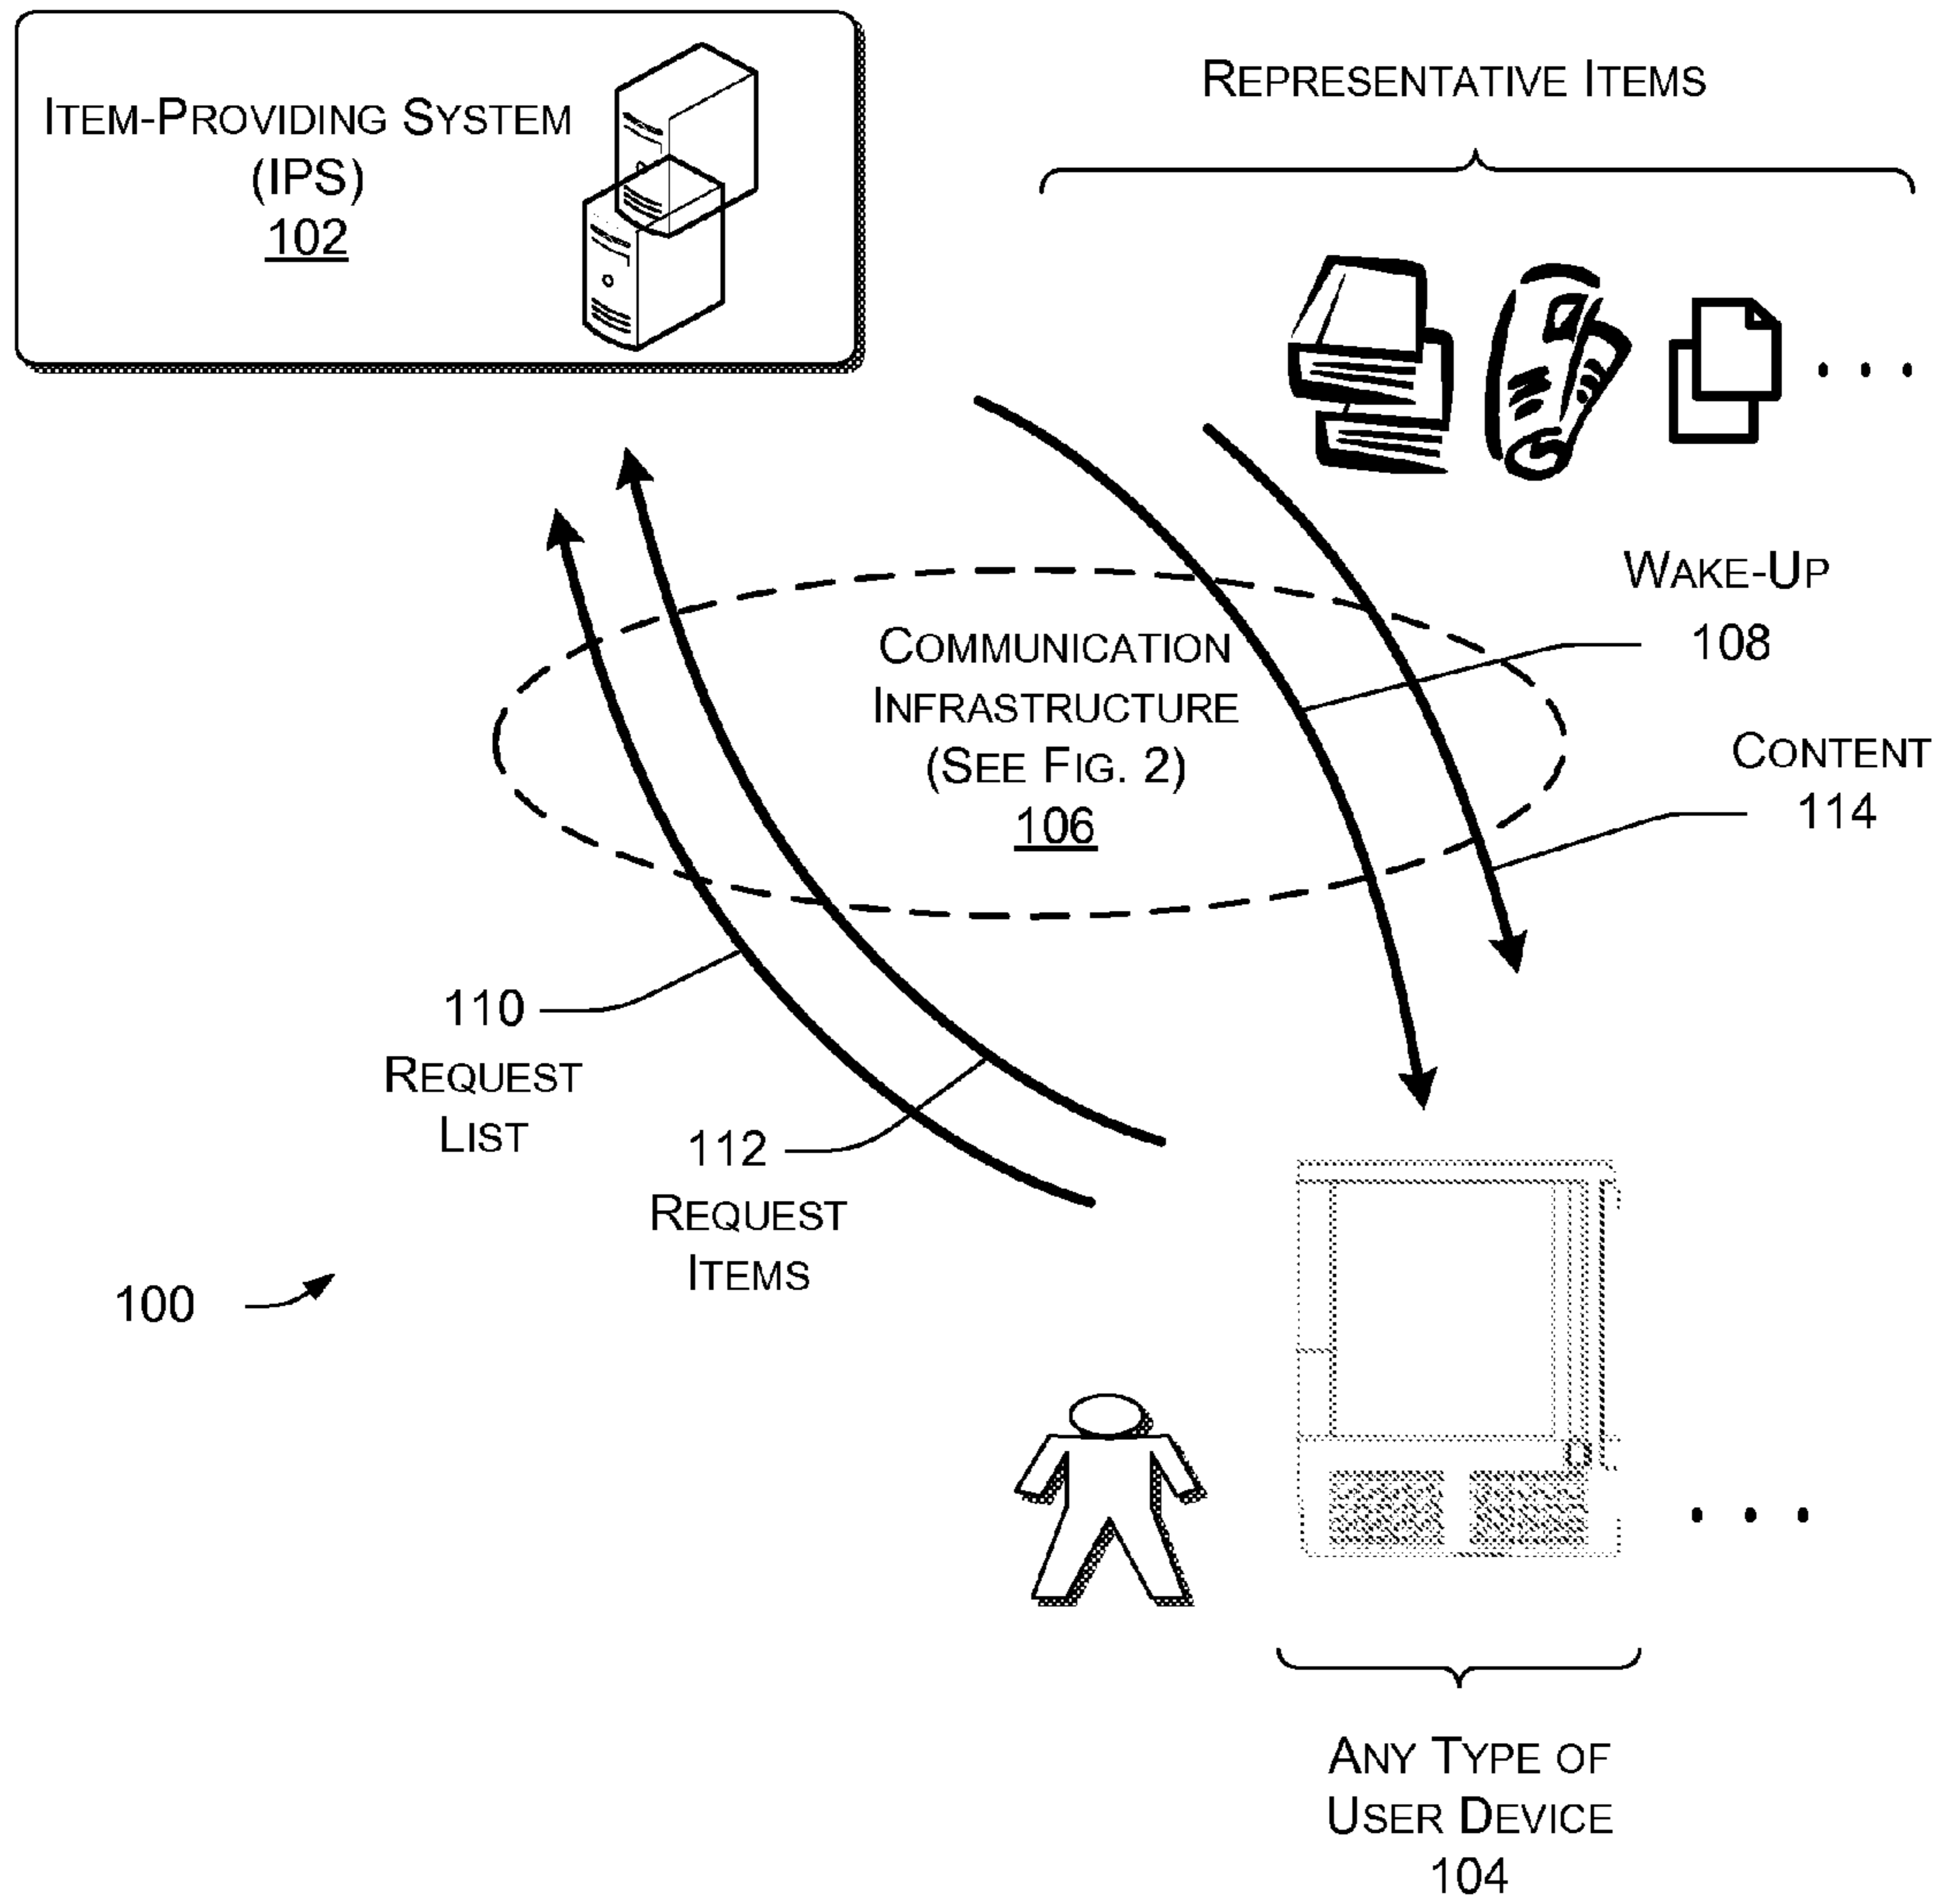 ITEM-PROVIDING SYSTEM
(IPS)
102
REPRESENTATIVE ITEMS
. . .
WAKE-UP
108
COMMUNICATION
INFRASTRUCTURE
(SEE FIG. 2)
106
CONTENT
114
110
REQUEST
LIST
112
REQUEST
ITEMS
100
. . .
ANY TYPE OF
USER DEVICE
104